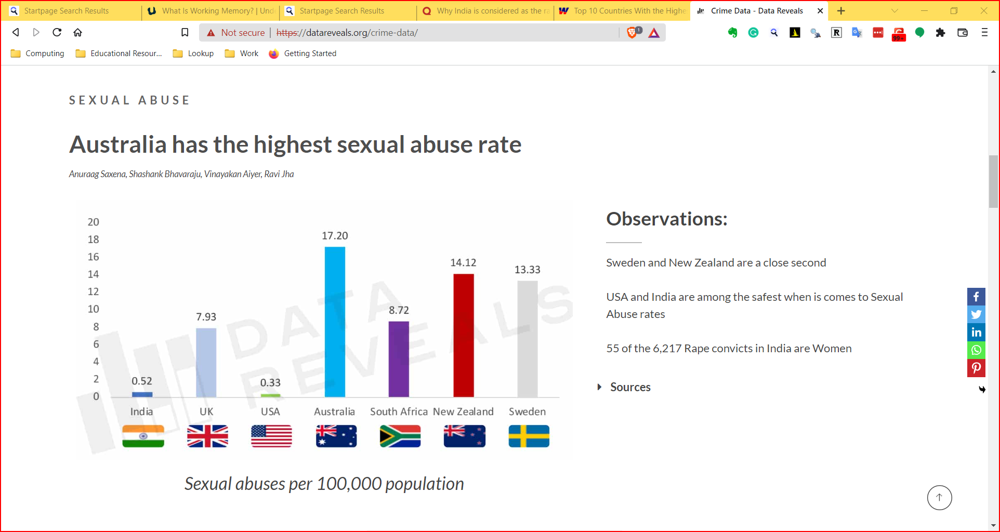 Startpage Search Results
What Is Working Memory? | Und
Startpage Search Results
Why India is considered as the ra
Top 10 Countries With the Highe
Crime Data - Data Reveals
Not secure | https://datareveals.org/crime-data/
1
R
99+
Computing
Educational Resour...
Lookup
Work
Getting Started
SEXUAL ABUSE
Australia has the highest sexual abuse rate
Anuraag Saxena, Shashank Bhavaraju, Vinayakan Aiyer, Ravi Jha
20
18
16
14
12
10
8
6
4
2
0
0.52
7.93
0.33
17.20
8.72
14.12
13.33
India
UK
USA
Australia
South Africa
New Zealand
Sweden
DATA
REVEALS
Sexual abuses per 100,000 population
Observations:
Sweden and New Zealand are a close second
USA and India are among the safest when is comes to Sexual
Abuse rates
55 of the 6,217 Rape convicts in India are Women
Sources